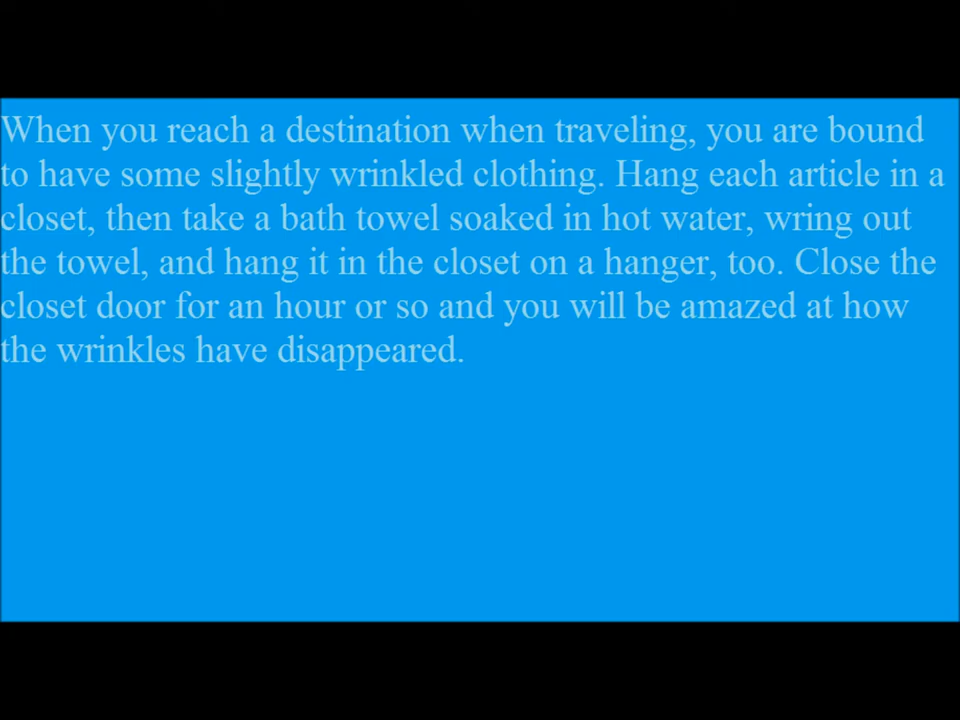 When you reach a destination when traveling, you are bound
to have some slightly wrinkled clothing. Hang each article in a
closet, then take a bath towel soaked in hot water, wring out
the towel, and hang it in the closet on a hanger, too. Close the
closet door for an hour or so and you will be amazed at how
the wrinkles have disappeared.